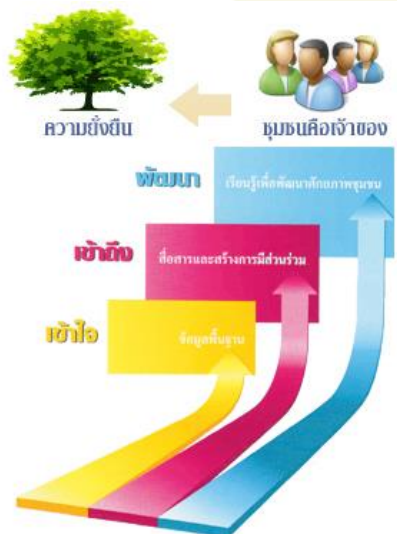 ความยั่งยืน
ชุมชนคือเจ้าของ
พัฒนา
เรียนรู้เพื่อพัฒนาศักยภาพชุมชน
เข้าถึง
สื่อสารและสร้างการมีส่วนร่วม
เข้าใจ
ข้อมูลพื้นฐาน